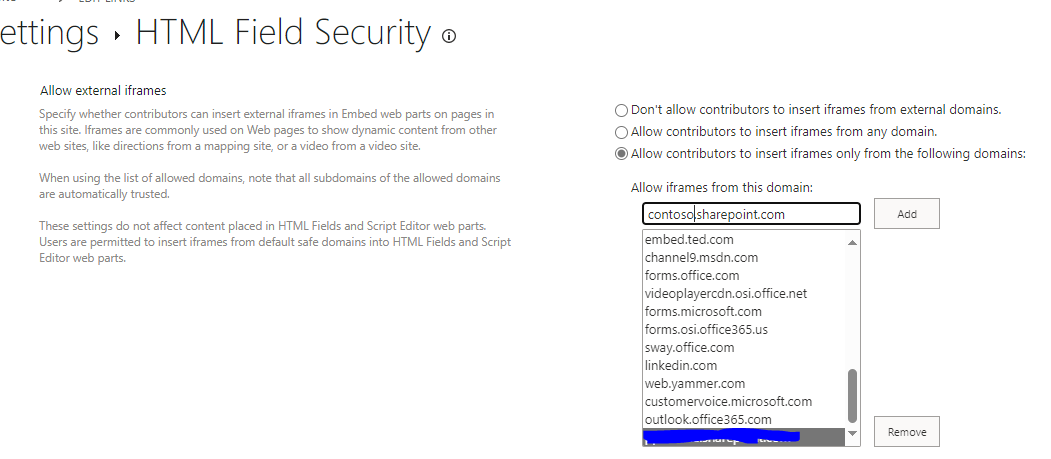 EDIT LINKS
ettings ▸ HTML Field Security
Allow external iframes
Specify whether contributors can insert external iframes in Embed web parts on pages in
this site. Iframes are commonly used on Web pages to show dynamic content from other
web sites, like directions from a mapping site, or a video from a video site.
When using the list of allowed domains, note that all subdomains of the allowed domains
are automatically trusted.
These settings do not affect content placed in HTML Fields and Script Editor web parts.
Users are permitted to insert iframes from default safe domains into HTML Fields and Script
Editor web parts.
Don't allow contributors to insert iframes from external domains.
Allow contributors to insert iframes from any domain.
Allow contributors to insert iframes only from the following domains:
Allow iframes from this domain:
contoso.sharepoint.com
Add
embed.ted.com
channel9.msdn.com
forms.office.com
videoplayercdn.osi.office.net
forms.microsoft.com
forms.osi.office365.us
sway.office.com
linkedin.com
web.yammer.com
customervoice.microsoft.com
outlook.office365.com
Remove